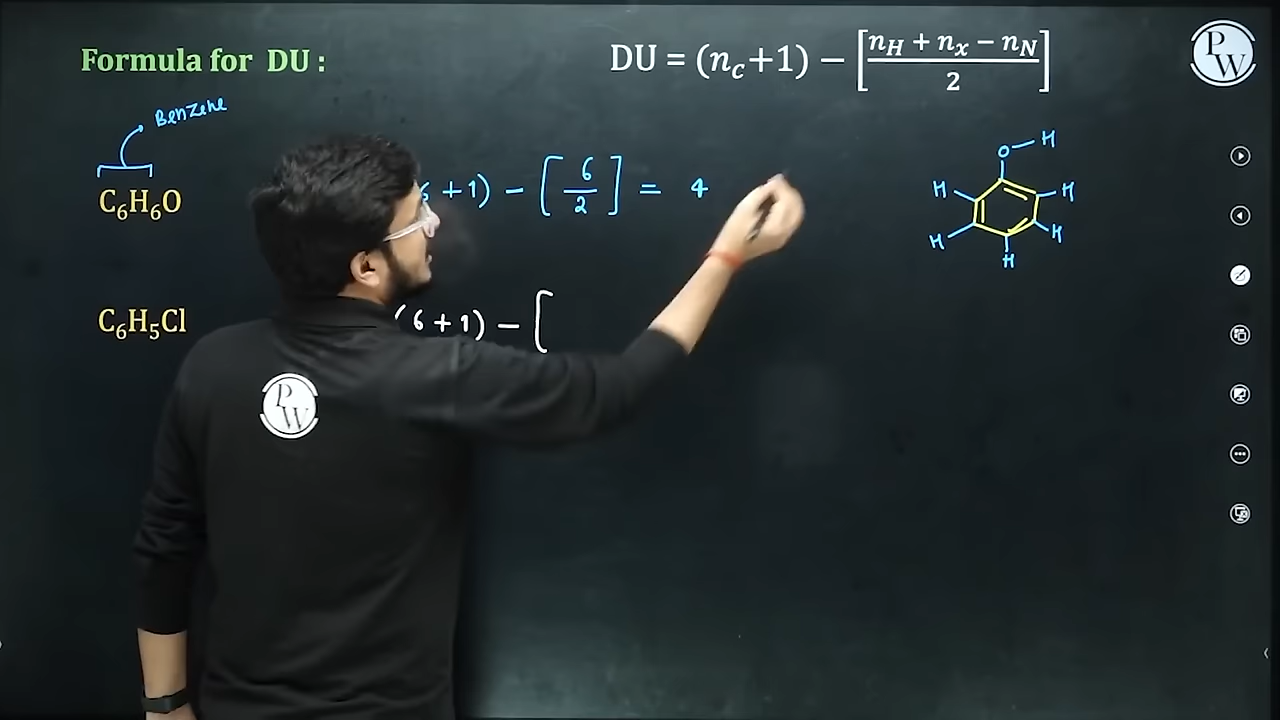 Formula for DU :
DU = (n_c+1) − [n_H + n_x − n_N / 2]
PW
Benzene
C₆H₆O
6 + 1) − [6/2] = 4
O H
H H
H H
H
C₆H₅Cl
(6 + 1) − [
PW